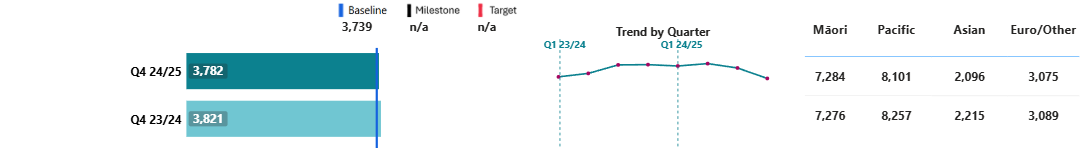 Baseline Milestone Target
3,739 n/a n/a
Trend by Quarter
Q1 23/24 Q1 24/25
Māori Pacific Asian Euro/Other
Q4 24/25 3,782 7,284 8,101 2,096 3,075
Q4 23/24 3,821 7,276 8,257 2,215 3,089